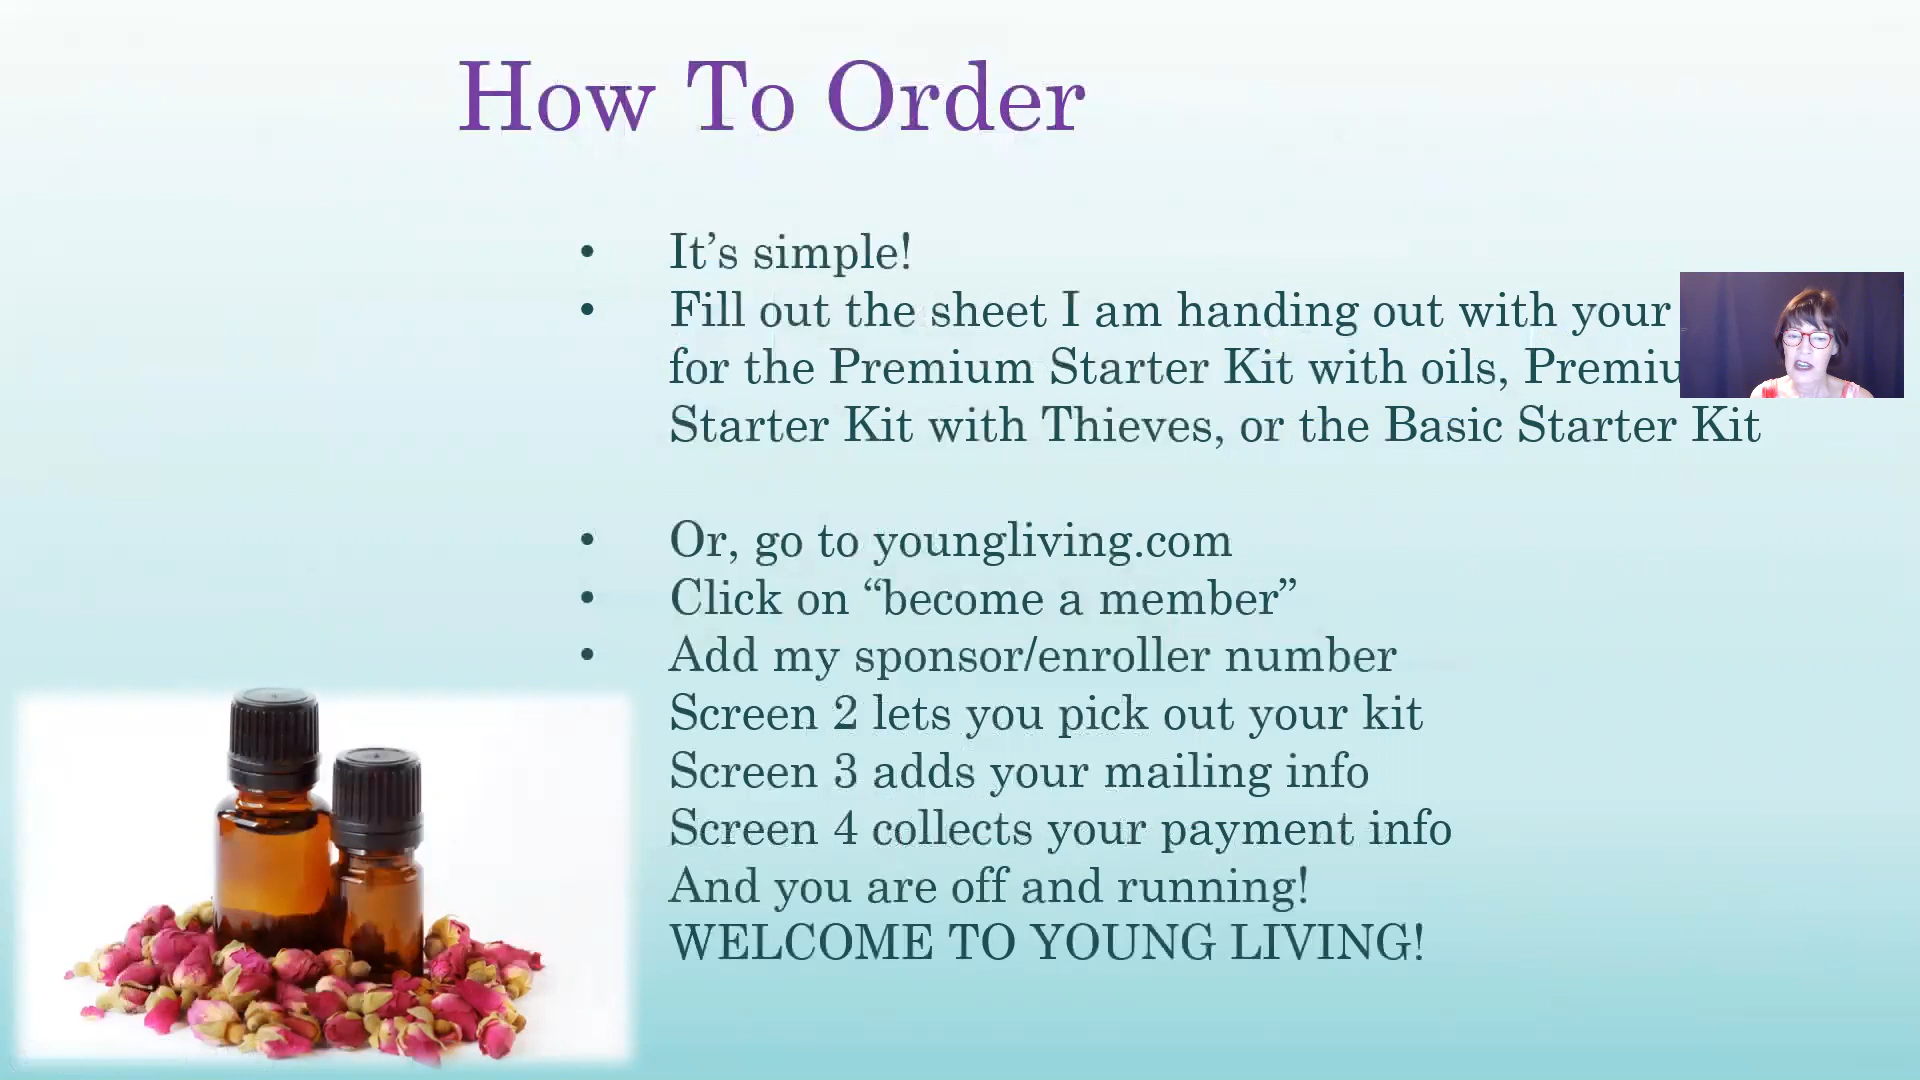 How To Order
• It’s simple!
• Fill out the sheet I am handing out with your
for the Premium Starter Kit with oils,
Starter Kit with Thieves, or the Basic Starter Kit
• Or, go to youngliving.com
• Click on “become a member”
• Add my sponsor/enroller number
Screen 2 lets you pick out your kit
Screen 3 adds your mailing info
Screen 4 collects your payment info
And you are off and running!
WELCOME TO YOUNG LIVING!